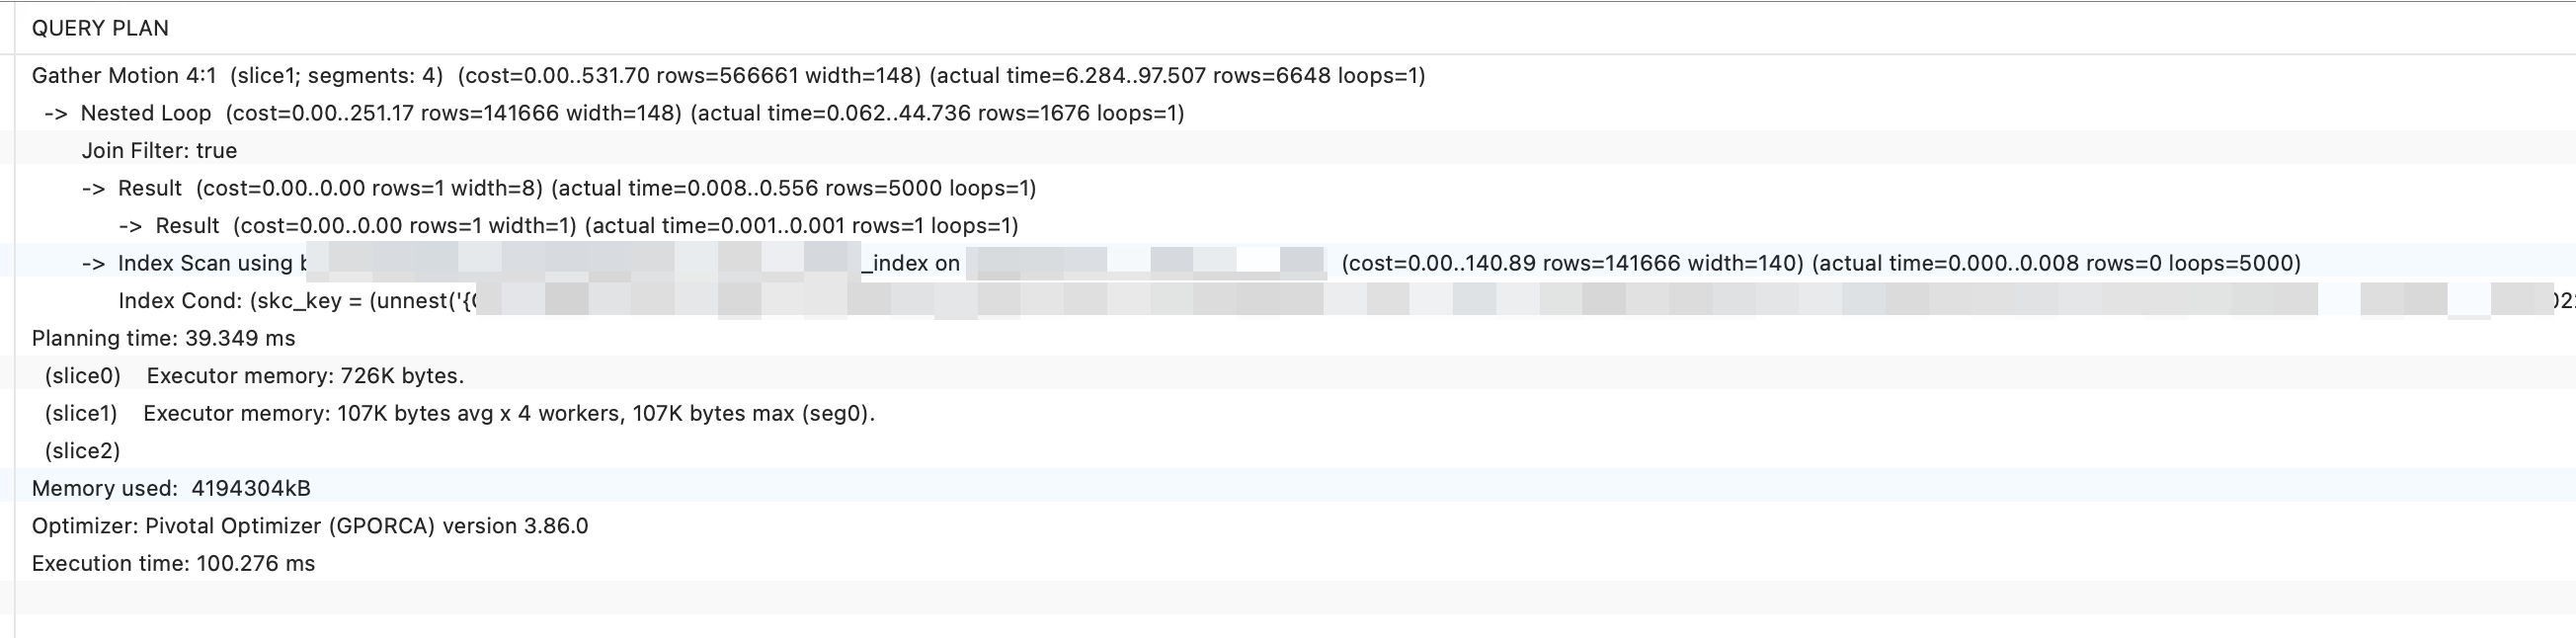 QUERY PLAN
Gather Motion 4:1  (slice1; segments: 4)  (cost=0.00..531.70 rows=566661 width=148) (actual time=6.284..97.507 rows=6648 loops=1)
->  Nested Loop  (cost=0.00..251.17 rows=141666 width=148) (actual time=0.062..44.736 rows=1676 loops=1)
Join Filter: true
->  Result  (cost=0.00..0.00 rows=1 width=8) (actual time=0.008..0.556 rows=5000 loops=1)
->  Result  (cost=0.00..0.00 rows=1 width=1) (actual time=0.001..0.001 rows=1 loops=1)
->  Index Scan using _index on (cost=0.00..140.89 rows=141666 width=140) (actual time=0.000..0.008 rows=0 loops=5000)
Index Cond: (skc_key = (unnest('{
Planning time: 39.349 ms
(slice0)    Executor memory: 726K bytes.
(slice1)    Executor memory: 107K bytes avg x 4 workers, 107K bytes max (seg0).
(slice2)
Memory used:  4194304kB
Optimizer: Pivotal Optimizer (GPORCA) version 3.86.0
Execution time: 100.276 ms